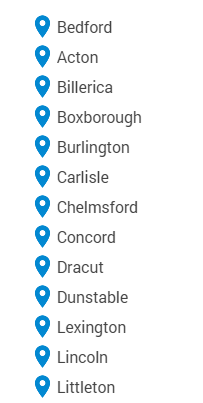 Bedford
Acton
Billerica
Boxborough
Burlington
Carlisle
Chelmsford
Concord
Dracut
Dunstable
Lexington
Lincoln
Littleton